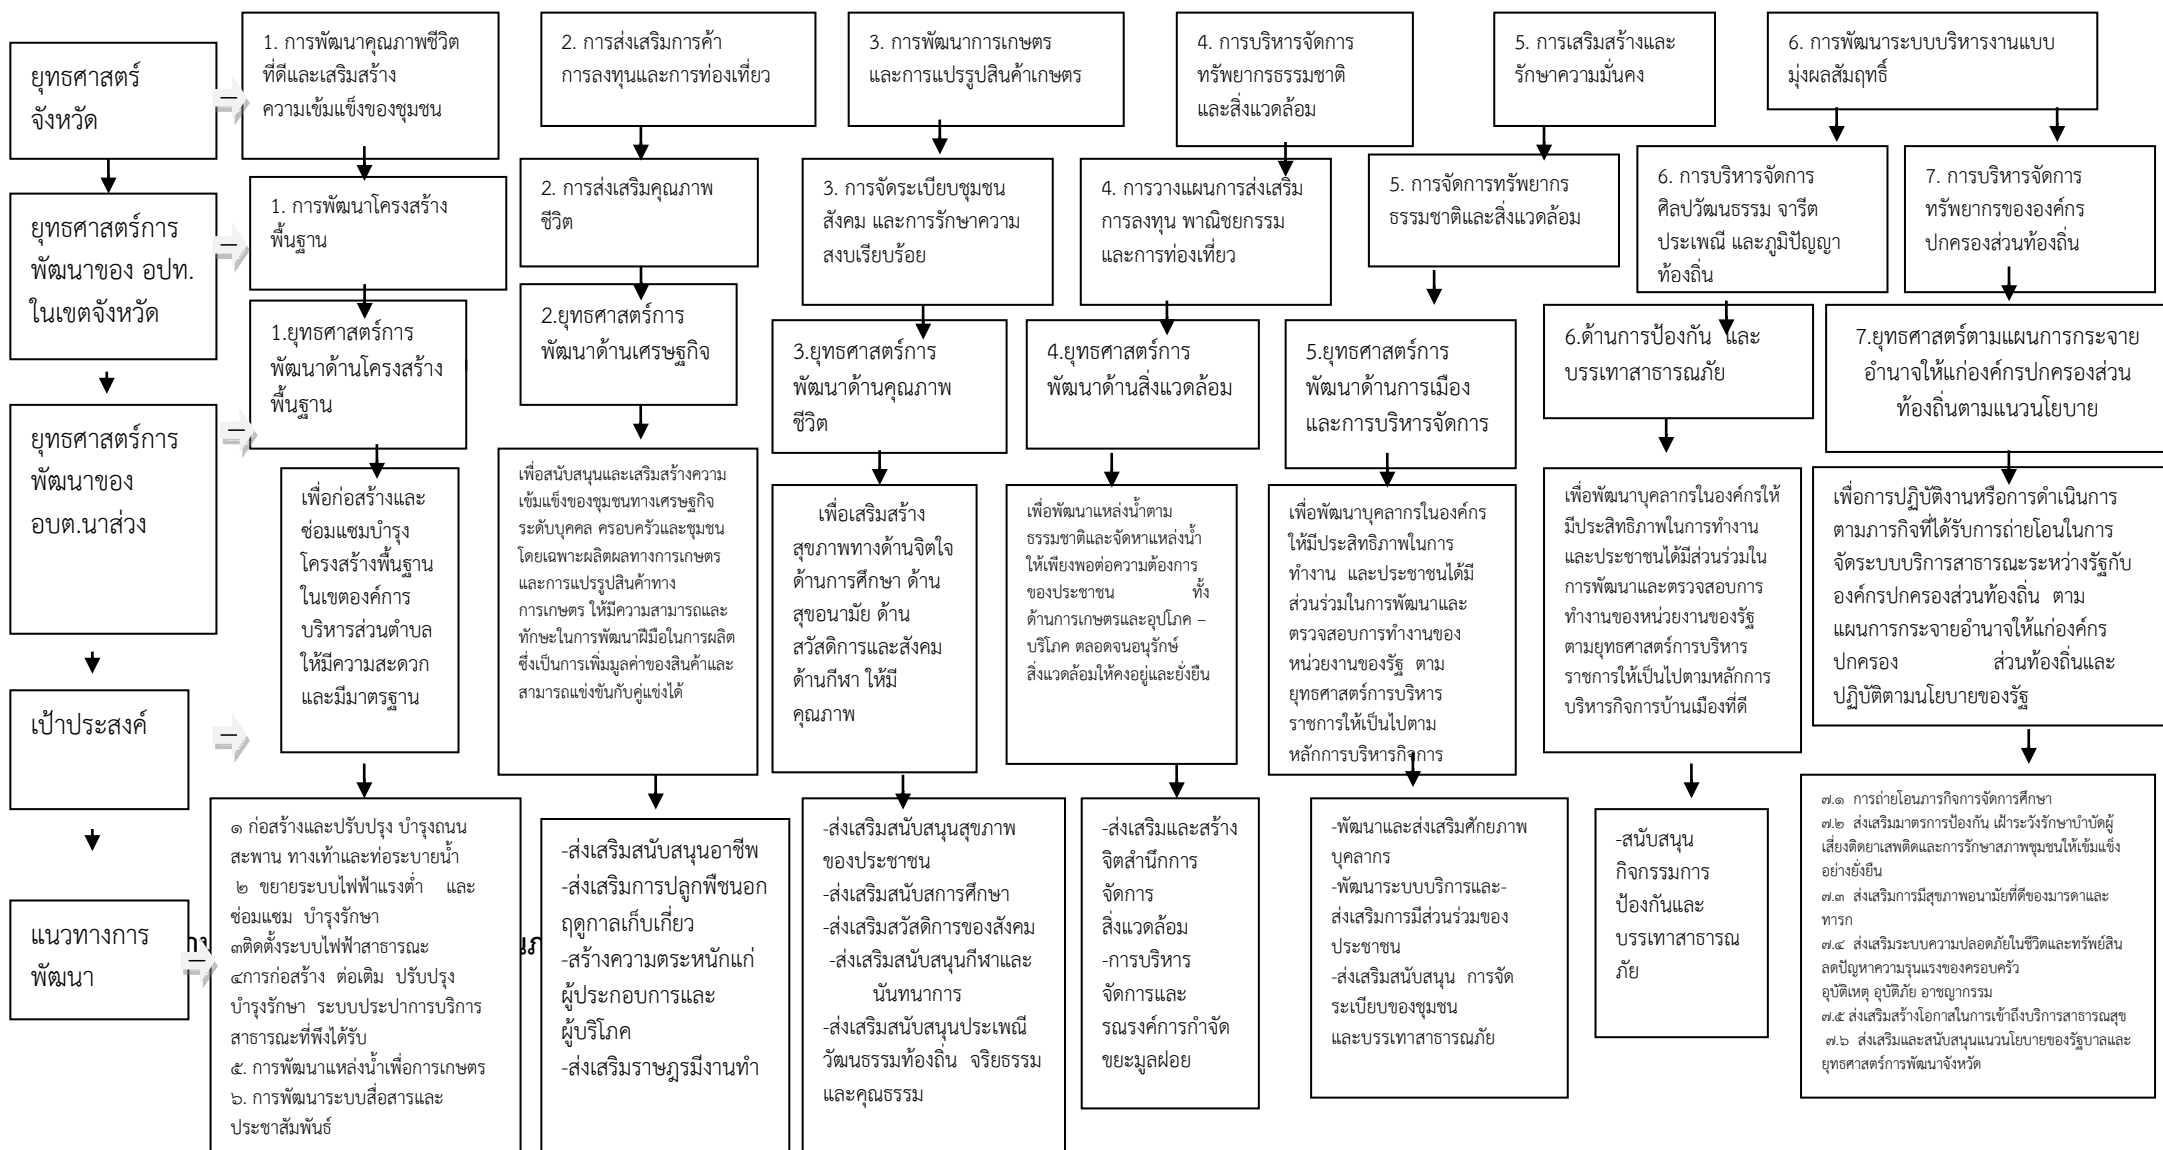 ยุทธศาสตร์
จังหวัด
1. การพัฒนาคุณภาพชีวิต
ที่ดีและเสริมสร้าง
ความเข้มแข็งของชุมชน
2. การส่งเสริมการค้า
การลงทุนและการท่องเที่ยว
3. การพัฒนาการเกษตร
และการแปรรูปสินค้าเกษตร
4. การบริหารจัดการ
ทรัพยากรธรรมชาติ
และสิ่งแวดล้อม
5. การเสริมสร้างและ
รักษาความมั่นคง
6. การพัฒนาระบบบริหารงานแบบ
มุ่งผลสัมฤทธิ์
ยุทธศาสตร์การ
พัฒนาของ อปท.
ในเขตจังหวัด
1. การพัฒนาโครงสร้าง
พื้นฐาน
2. การส่งเสริมคุณภาพ
ชีวิต
3. การจัดระเบียบชุมชน
สังคม และการรักษาความ
สงบเรียบร้อย
4. การวางแผนการส่งเสริม
การลงทุน พาณิชยกรรม
และการท่องเที่ยว
5. การจัดการทรัพยากร
ธรรมชาติและสิ่งแวดล้อม
6. การบริหารจัดการ
ศิลปวัฒนธรรม จารีต
ประเพณี และภูมิปัญญา
ท้องถิ่น
7. การบริหารจัดการ
ทรัพยากรขององค์กร
ปกครองส่วนท้องถิ่น
ยุทธศาสตร์การ
พัฒนาของ
อบต.นาส่วง
1.ยุทธศาสตร์การ
พัฒนาด้านโครงสร้าง
พื้นฐาน
2.ยุทธศาสตร์การ
พัฒนาด้านเศรษฐกิจ
3.ยุทธศาสตร์การ
พัฒนาด้านคุณภาพ
ชีวิต
4.ยุทธศาสตร์การ
พัฒนาด้านสิ่งแวดล้อม
5.ยุทธศาสตร์การ
พัฒนาด้านการเมือง
และการบริหารจัดการ
6.ด้านการป้องกัน และ
บรรเทาสาธารณภัย
7.ยุทธศาสตร์ตามแผนการกระจาย
อำนาจให้แก่องค์กรปกครองส่วน
ท้องถิ่นตามแนวนโยบาย
เป้าประสงค์
เพื่อก่อสร้างและ
ซ่อมแซมบำรุง
โครงสร้างพื้นฐาน
ในเขตองค์การ
บริหารส่วนตำบล
ให้มีความสะดวก
และมีมาตรฐาน
เพื่อสนับสนุนและเสริมสร้างความ
เข้มแข็งของชุมชนทางเศรษฐกิจ
ระดับบุคคล ครอบครัวและชุมชน
โดยเฉพาะผลิตผลทางการเกษตร
และการแปรรูปสินค้าทาง
การเกษตร ให้มีความสามารถและ
ทักษะในการพัฒนาฝีมือในการผลิต
ซึ่งเป็นการเพิ่มมูลค่าของสินค้าและ
สามารถแข่งขันกับคู่แข่งได้
เพื่อเสริมสร้าง
สุขภาพทางด้านจิตใจ
ด้านการศึกษา ด้าน
สุขอนามัย ด้าน
สวัสดิการและสังคม
ด้านกีฬา ให้มี
คุณภาพ
เพื่อพัฒนาแหล่งน้ำตาม
ธรรมชาติและจัดหาแหล่งน้ำ
ให้เพียงพอต่อความต้องการ
ของประชาชน ทั้ง
ด้านการเกษตรและอุปโภค –
บริโภค ตลอดจนอนุรักษ์
สิ่งแวดล้อมให้คงอยู่และยั่งยืน
เพื่อพัฒนาบุคลากรในองค์กร
ให้มีประสิทธิภาพในการ
ทำงาน และประชาชนได้มี
ส่วนร่วมในการพัฒนาและ
ตรวจสอบการทำงานของ
หน่วยงานของรัฐ ตาม
ยุทธศาสตร์การบริหาร
ราชการให้เป็นไปตาม
หลักการบริหารกิจการ
เพื่อพัฒนาบุคลากรในองค์กรให้
มีประสิทธิภาพในการทำงาน
และประชาชนได้มีส่วนร่วมใน
การพัฒนาและตรวจสอบการ
ทำงานของหน่วยงานของรัฐ
ตามยุทธศาสตร์การบริหาร
ราชการให้เป็นไปตามหลักการ
บริหารกิจการบ้านเมืองที่ดี
เพื่อการปฏิบัติงานหรือการดำเนินการ
ตามภารกิจที่ได้รับการถ่ายโอนในการ
จัดระบบบริการสาธารณะระหว่างรัฐกับ
องค์กรปกครองส่วนท้องถิ่น ตาม
แผนการกระจายอำนาจให้แก่องค์กร
ปกครอง ส่วนท้องถิ่นและ
ปฏิบัติตามนโยบายของรัฐ
แนวทางการ
พัฒนา
๑ ก่อสร้างและปรับปรุง บำรุงถนน
สะพาน ทางเท้าและท่อระบายน้ำ
๒ ขยายระบบไฟฟ้าแรงต่ำ และ
ซ่อมแซม บำรุงรักษา
๓ติดตั้งระบบไฟฟ้าสาธารณะ
๔การก่อสร้าง ต่อเติม ปรับปรุง
บำรุงรักษา ระบบประปาการบริการ
สาธารณะที่พึงได้รับ
๕. การพัฒนาแหล่งน้ำเพื่อการเกษตร
๖. การพัฒนาระบบสื่อสารและ
ประชาสัมพันธ์
-ส่งเสริมสนับสนุนอาชีพ
-ส่งเสริมการปลูกพืชนอก
ฤดูกาลเก็บเกี่ยว
-สร้างความตระหนักแก่
ผู้ประกอบการและ
ผู้บริโภค
-ส่งเสริมราษฎรมีงานทำ
-ส่งเสริมสนับสนุนสุขภาพ
ของประชาชน
-ส่งเสริมสนับสการศึกษา
-ส่งเสริมสวัสดิการของสังคม
-ส่งเสริมสนับสนุนกีฬาและ
นันทนาการ
-ส่งเสริมสนับสนุนประเพณี
วัฒนธรรมท้องถิ่น จริยธรรม
และคุณธรรม
-ส่งเสริมและสร้าง
จิตสำนึกการ
จัดการ
สิ่งแวดล้อม
-การบริหาร
จัดการและ
รณรงค์การกำจัด
ขยะมูลฝอย
-พัฒนาและส่งเสริมศักยภาพ
บุคลากร
-พัฒนาระบบบริการและ-
ส่งเสริมการมีส่วนร่วมของ
ประชาชน
-ส่งเสริมสนับสนุน การจัด
ระเบียบของชุมชน
และบรรเทาสาธารณภัย
-สนับสนุน
กิจกรรมการ
ป้องกันและ
บรรเทาสาธารณ
ภัย
๗.๑ การถ่ายโอนภารกิจการจัดการศึกษา
๗.๒ ส่งเสริมมาตรการป้องกัน เฝ้าระวังรักษาบำบัดผู้
เสี่ยงติดยาเสพติดและการรักษาสภาพชุมชนให้เข้มแข็ง
อย่างยั่งยืน
๗.๓ ส่งเสริมการมีสุขภาพอนามัยที่ดีของมารดาและ
ทารก
๗.๔ ส่งเสริมระบบความปลอดภัยในชีวิตและทรัพย์สิน
ลดปัญหาความรุนแรงของครอบครัว
อุบัติเหตุ อุบัติภัย อาชญากรรม
๗.๕ ส่งเสริมสร้างโอกาสในการเข้าถึงบริการสาธารณสุข
๗.๖ ส่งเสริมและสนับสนุนแนวนโยบายของรัฐบาลและ
ยุทธศาสตร์การพัฒนาจังหวัด